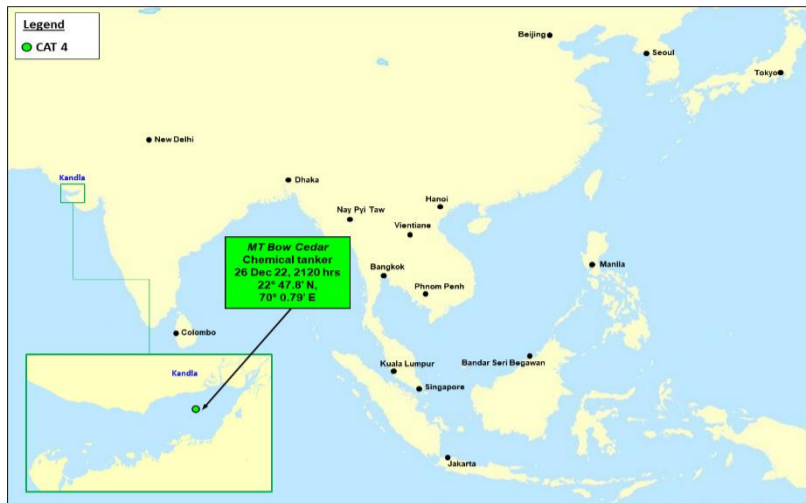 Legend
CAT 4
Beijing
Seoul
Tokyo
New Delhi
Kandla
Dhaka
Hanoi
Nay Pyi Taw
Vientiane
MT Bow Cedar
Chemical tanker
26 Dec 22, 2120 hrs
22° 47.8' N,
70° 0.79' E
Bangkok
Manila
Phnom Penh
Colombo
Kuala Lumpur
Bandar Seri Begawan
Singapore
Kandla
Jakarta